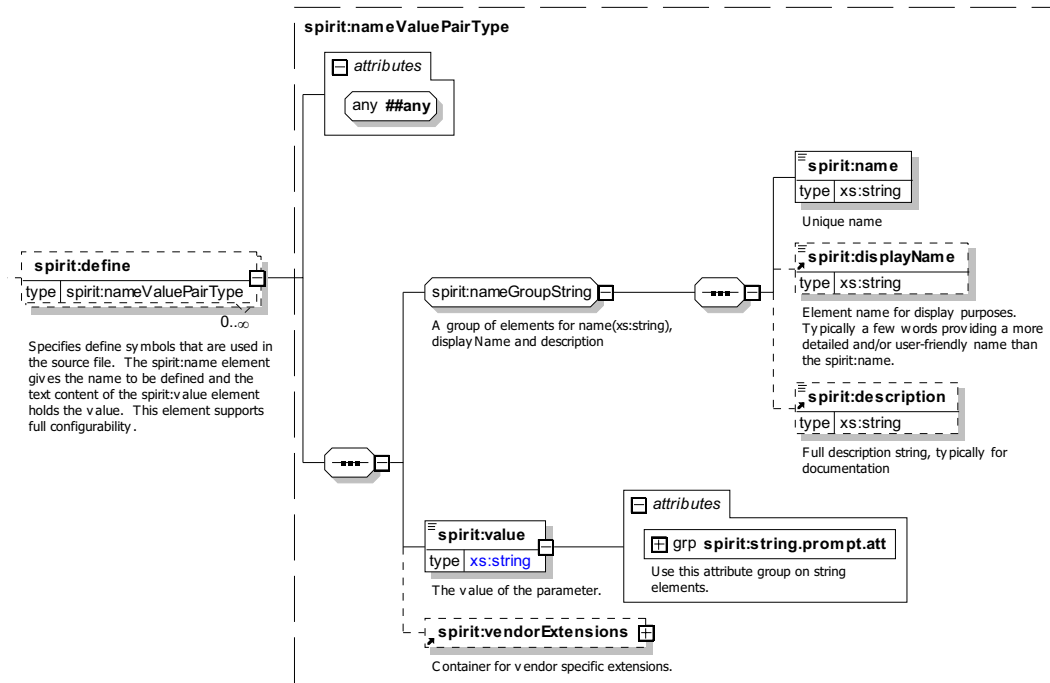 spirit:nameValuePairType
attributes
any ##any
spirit:name
type xs:string
Unique name
spirit:displayName
type xs:string
Element name for display purposes.
Typically a few words providing a more
detailed and/or user-friendly name than
the spirit:name.
spirit:description
type xs:string
Full description string, typically for
documentation
spirit:nameGroupString
A group of elements for name(xs:string),
displayName and description
spirit:define
type spirit:nameValuePairType
0..∞
Specifies define symbols that are used in
the source file. The spirit:name element
gives the name to be defined and the
text content of the spirit:value element
holds the value. This element supports
full configurability.
spirit:value
type xs:string
The value of the parameter.
attributes
grp spirit:string.prompt.att
Use this attribute group on string
elements.
spirit:vendorExtensions
Container for vendor specific extensions.